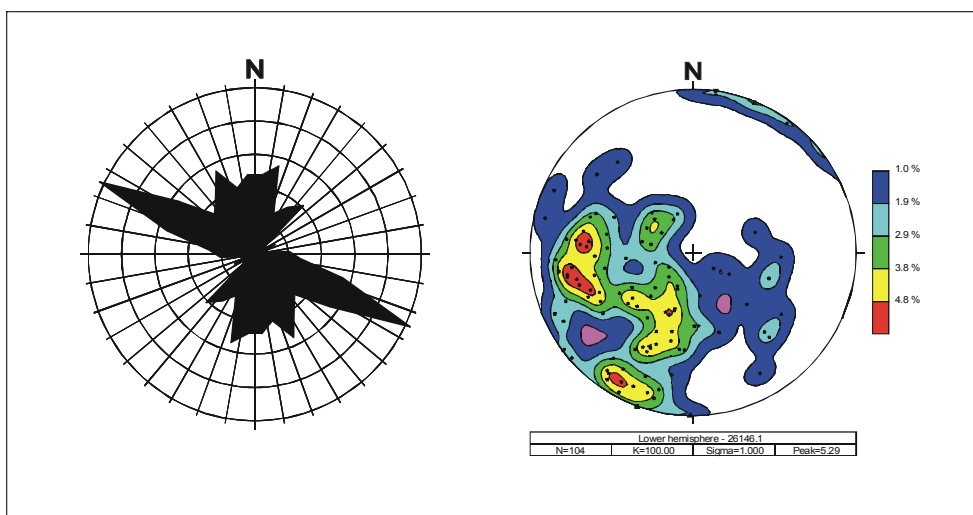 N
N
1.0 %
1.9 %
2.9 %
3.8 %
4.8 %
Lower hemisphere - 26146.1
N=104 K=100.00 Sigma=1.000 Peak=5.29